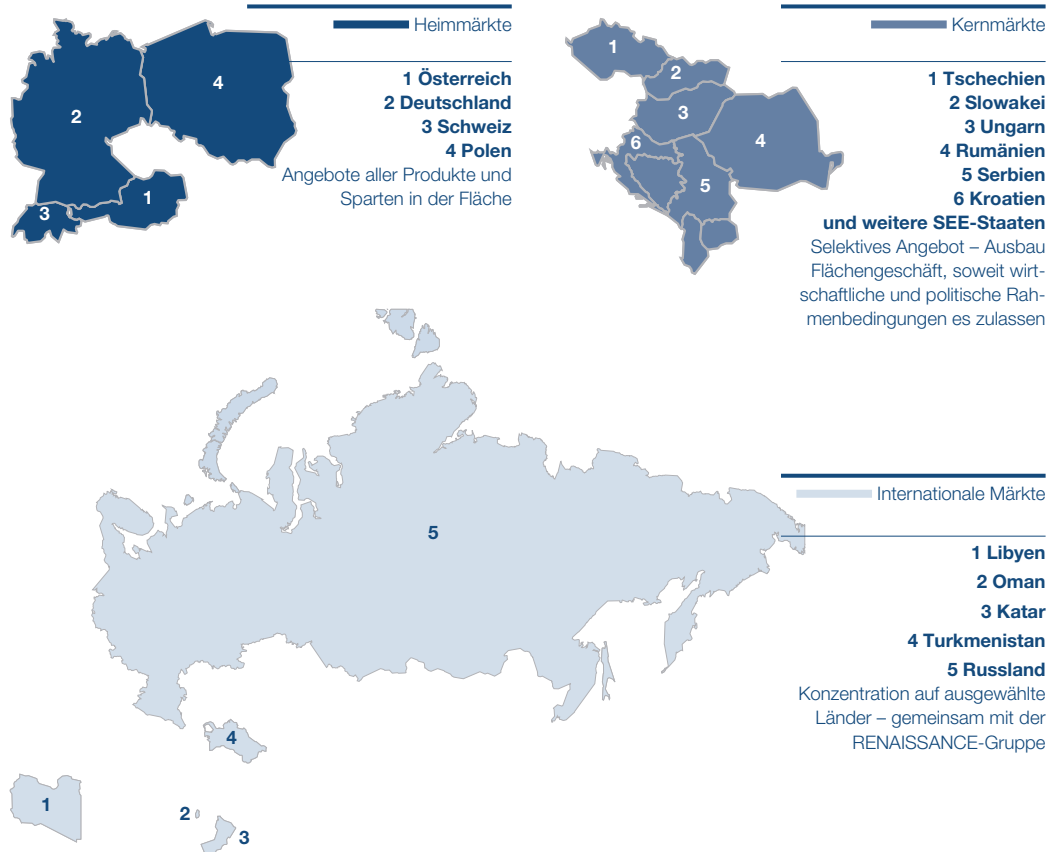 Heimmärkte
1 Österreich
2 Deutschland
3 Schweiz
4 Polen
Angebote aller Produkte und
Sparten in der Fläche
2
4
3
1
Kernmärkte
1 Tschechien
2 Slowakei
3 Ungarn
4 Rumänien
5 Serbien
6 Kroatien
und weitere SEE-Staaten
Selektives Angebot – Ausbau
Flächengeschäft, soweit wirt-
schaftliche und politische Rah-
menbedingungen es zulassen
1
2
3
4
6
5
Internationale Märkte
1 Libyen
2 Oman
3 Katar
4 Turkmenistan
5 Russland
Konzentration auf ausgewählte
Länder – gemeinsam mit der
RENAISSANCE-Gruppe
5
4
1
2
3